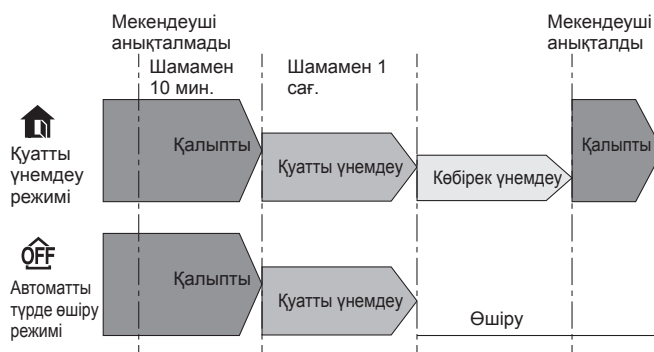 Мекендеуші
анықталмады
Мекендеуші
анықталды
Шамамен
10 мин.
Шамамен 1
сағ.
Қуатты
үнемдеу
режимі
Қалыпты
Қуатты үнемдеу
Көбірек үнемдеу
Қалыпты
OFF
Автоматты
түрде өшіру
режимі
Қалыпты
Қуатты үнемдеу
Өшіру